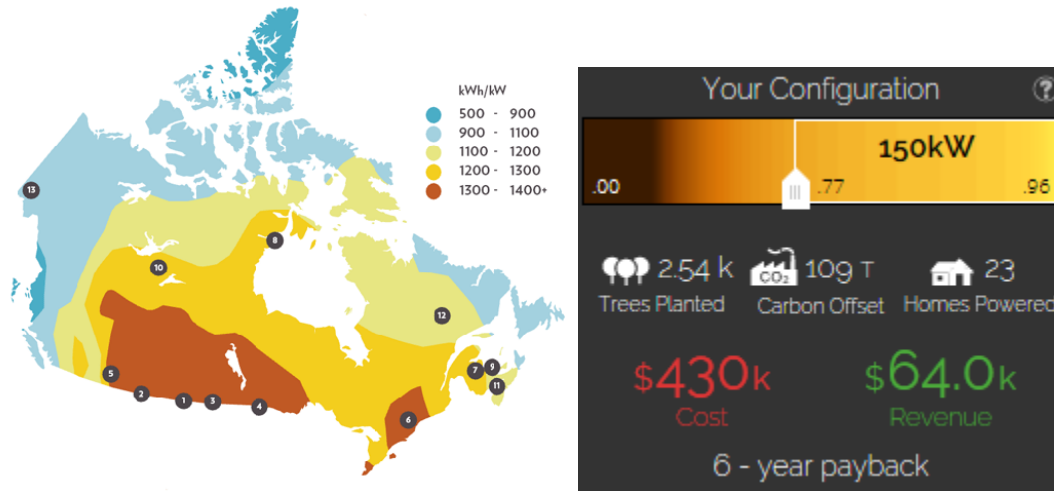 kWh/kW
500 - 900
900 - 1100
1100 - 1200
1200 - 1300
1300 - 1400+
13
8
10
12
5
7
9
11
2
1
3
4
6
Your Configuration ?
150kW
.00 .77 .96
2.54 k CO₂ 109 T 23
Trees Planted Carbon Offset Homes Powered
$430k $64.0k
Cost Revenue
6 - year payback